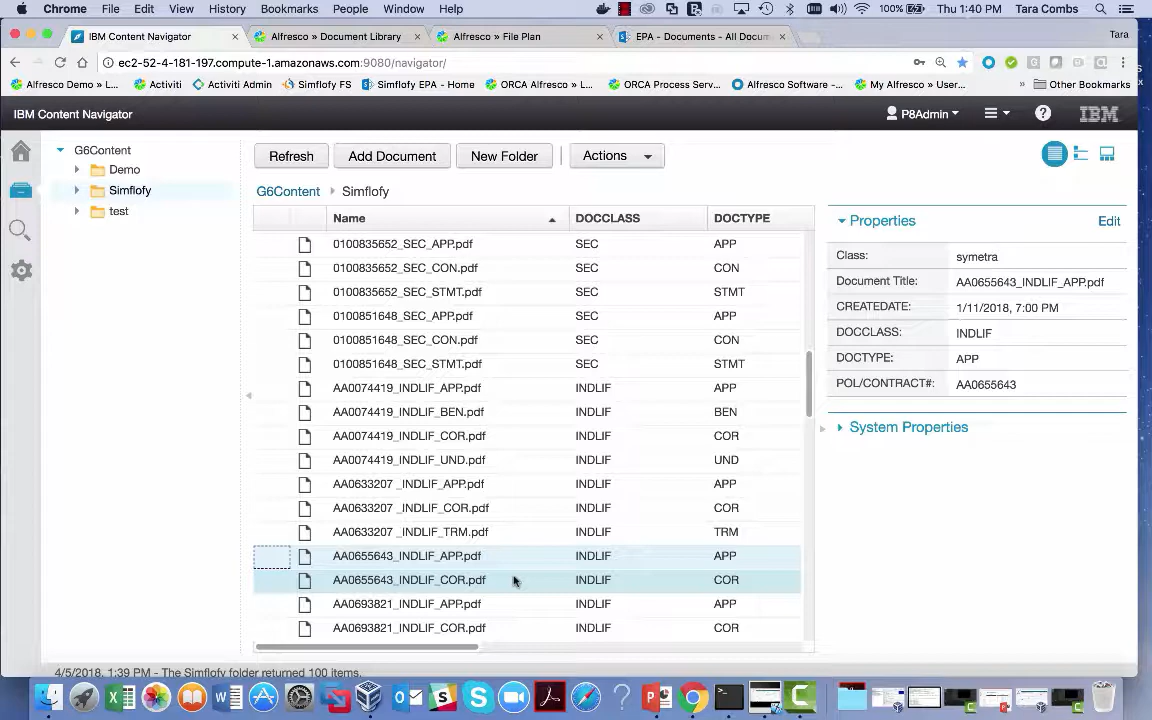 Chrome File Edit View History Bookmarks People Window Help 100% Thu 1:40 PM Tara Combs
IBM Content Navigator Alfresco » Document Library Alfresco » File Plan EPA - Documents - All Docum Tara
ec2-52-4-181-197.compute-1.amazonaws.com:9080/navigator/
Alfresco Demo » L... Activiti Activiti Admin Simflofy FS Simflofy EPA - Home ORCA Alfresco » L... ORCA Process Serv... Alfresco Software -... My Alfresco » User... » Other Bookmarks
IBM Content Navigator P8Admin ? IBM
G6Content
Demo
Simflofy
test
Refresh Add Document New Folder Actions
G6Content Simflofy
Name DOCCLASS DOCTYPE
0100835652_SEC_APP.pdf SEC APP
0100835652_SEC_CON.pdf SEC CON
0100835652_SEC_STMT.pdf SEC STMT
0100851648_SEC_APP.pdf SEC APP
0100851648_SEC_CON.pdf SEC CON
0100851648_SEC_STMT.pdf SEC STMT
AA0074419_INDLIF_APP.pdf INDLIF APP
AA0074419_INDLIF_BEN.pdf INDLIF BEN
AA0074419_INDLIF_COR.pdf INDLIF COR
AA0074419_INDLIF_UND.pdf INDLIF UND
AA0633207 _INDLIF_APP.pdf INDLIF APP
AA0633207 _INDLIF_COR.pdf INDLIF COR
AA0633207 _INDLIF_TRM.pdf INDLIF TRM
AA0655643_INDLIF_APP.pdf INDLIF APP
AA0655643_INDLIF_COR.pdf INDLIF COR
AA0693821_INDLIF_APP.pdf INDLIF APP
AA0693821_INDLIF_COR.pdf INDLIF COR
Properties Edit
Class: symetra
Document Title: AA0655643_INDLIF_APP.pdf
CREATEDATE: 1/11/2018, 7:00 PM
DOCCLASS: INDLIF
DOCTYPE: APP
POL/CONTRACT#: AA0655643
System Properties
4/5/2018, 1:39 PM - The Simflofy folder returned 100 items.